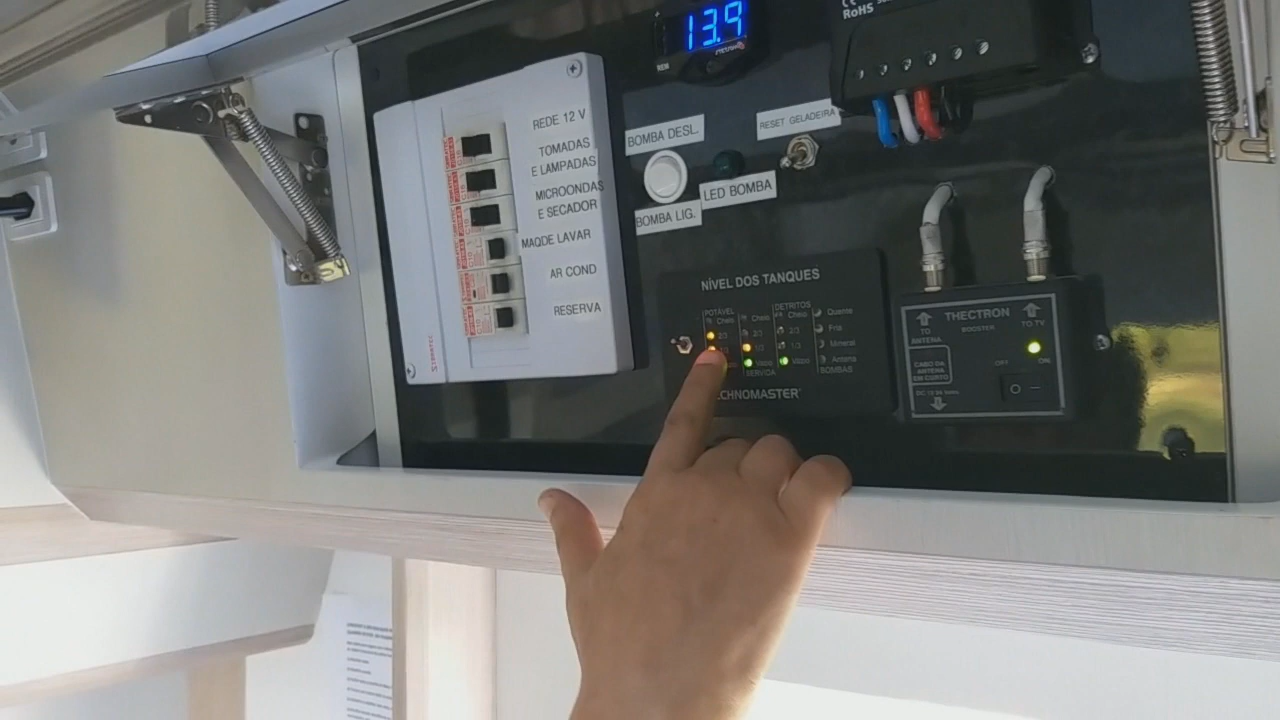 13.9
RoHS
REDE 12 V
TOMADAS
E LAMPADAS
MICROONDAS
E SECADOR
MAQDE LAVAR
AR COND
RESERVA
SIEMATIC
BOMBA DESL.
BOMBA LIG.
LED BOMBA
RESET GELADEIRA
NÍVEL DOS TANQUES
POTÁVEL
Cheio
2/3
Cheio
2/3
1/3
Vazio
SERVIDA
DETRITOS
Cheio
2/3
1/3
Vazio
Quente
Fria
Mineral
Antena
BOMBAS
CHNOMASTER
THECTRON
BOOSTER
TO
ANTENA
TO TV
CABO DA
ANTENA
EM CURTO
OFF
ON